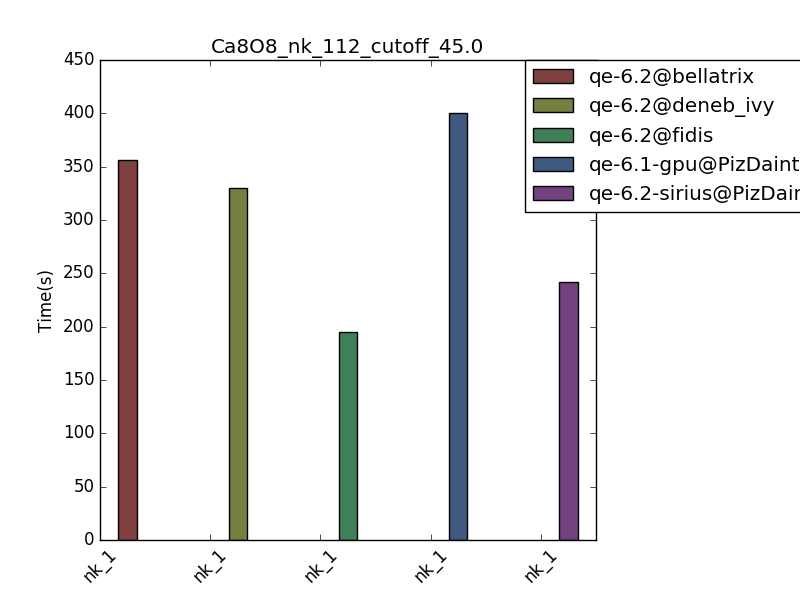 Ca8O8_nk_112_cutoff_45.0
450
400
350
300
250
200
150
100
50
0
Time(s)
nk_1
nk_1
nk_1
nk_1
nk_1
qe-6.2@bellatrix
qe-6.2@deneb_ivy
qe-6.2@fidis
qe-6.1-gpu@PizDaint
qe-6.2-sirius@PizDain